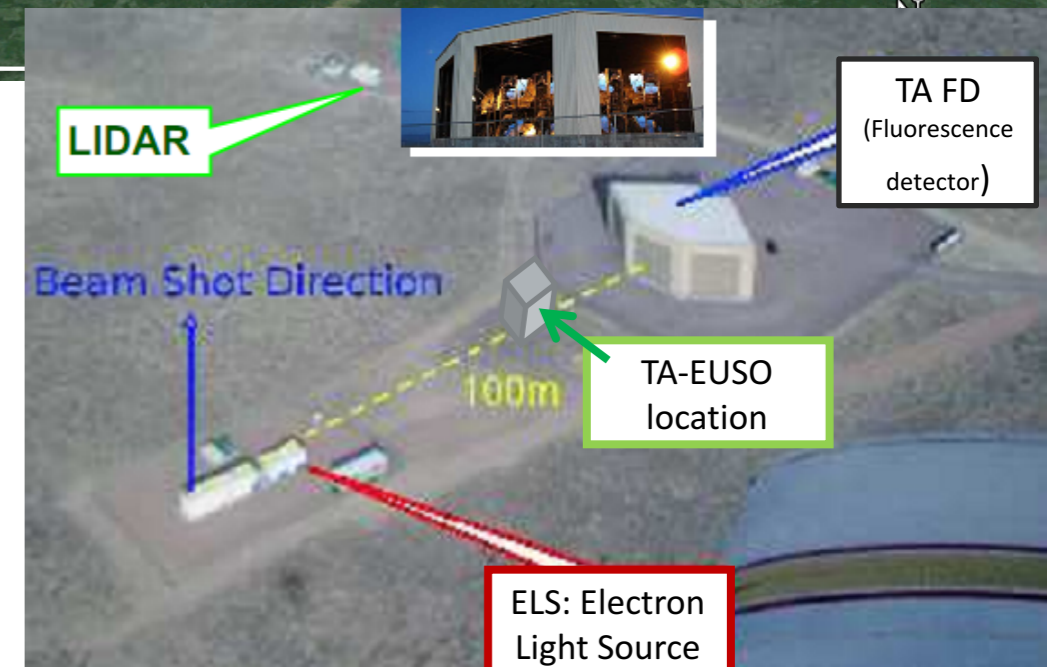 LIDAR
TA FD
(Fluorescence
detector)
Beam Shot Direction
100m
TA-EUSO
location
ELS: Electron
Light Source